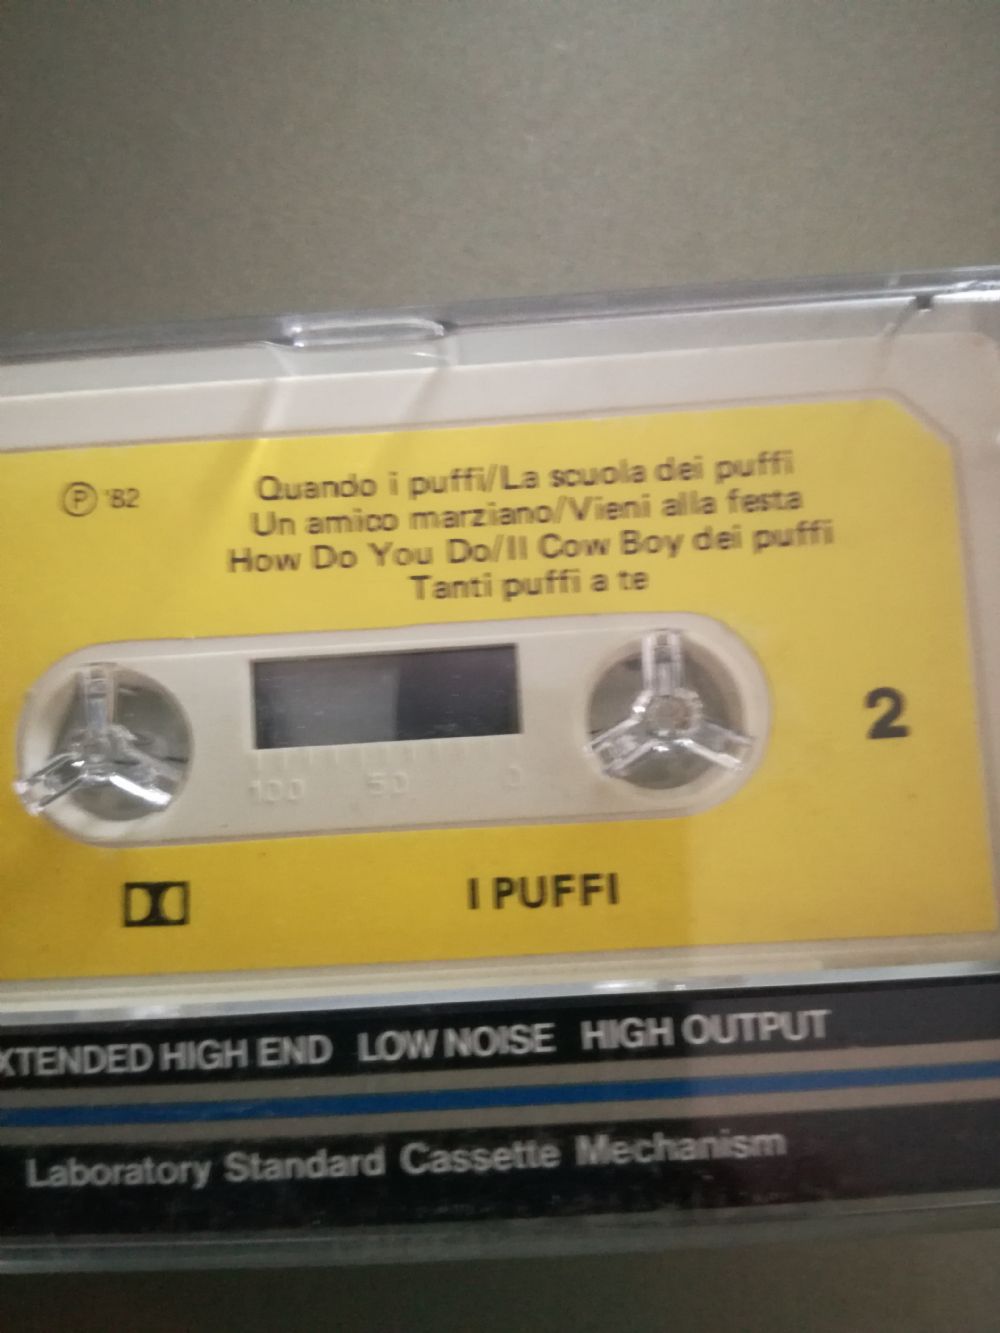 ℗ '82
Quando i puffi/La scuola dei puffi
Un amico marziano/Vieni alla festa
How Do You Do/Il Cow Boy dei puffi
Tanti puffi a te
2
100 50 0
I PUFFI
XTENDED HIGH END LOW NOISE HIGH OUTPUT
Laboratory Standard Cassette Mechanism